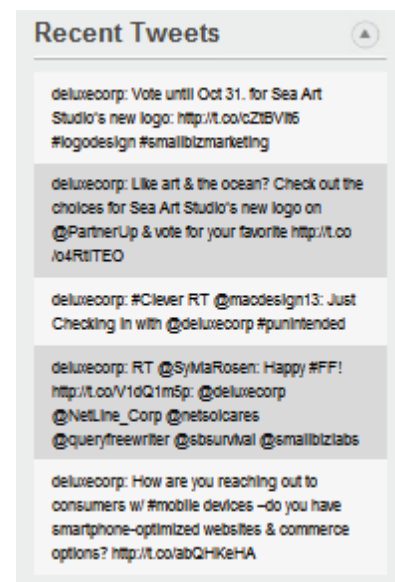 Recent Tweets
deluxecorp: Vote until Oct 31. for Sea Art
Studio's new logo: http://t.co/cZtBVIt6
#logodesign #smallbizmarketing
deluxecorp: Like art & the ocean? Check out the
choices for Sea Art Studio's new logo on
@PartnerUp & vote for your favorite http://t.co
/o4RtITEO
deluxecorp: #Clever RT @macdesign13: Just
Checking in with @deluxecorp #punintended
deluxecorp: RT @SylviaRosen: Happy #FF!
http://t.co/V1dQ1m5p: @deluxecorp
@NetLine_Corp @netsolcares
@queryfreewriter @sbsurvival @smallbizlabs
deluxecorp: How are you reaching out to
consumers w/ #mobile devices –do you have
smartphone-optimized websites & commerce
options? http://t.co/abQHKeHA